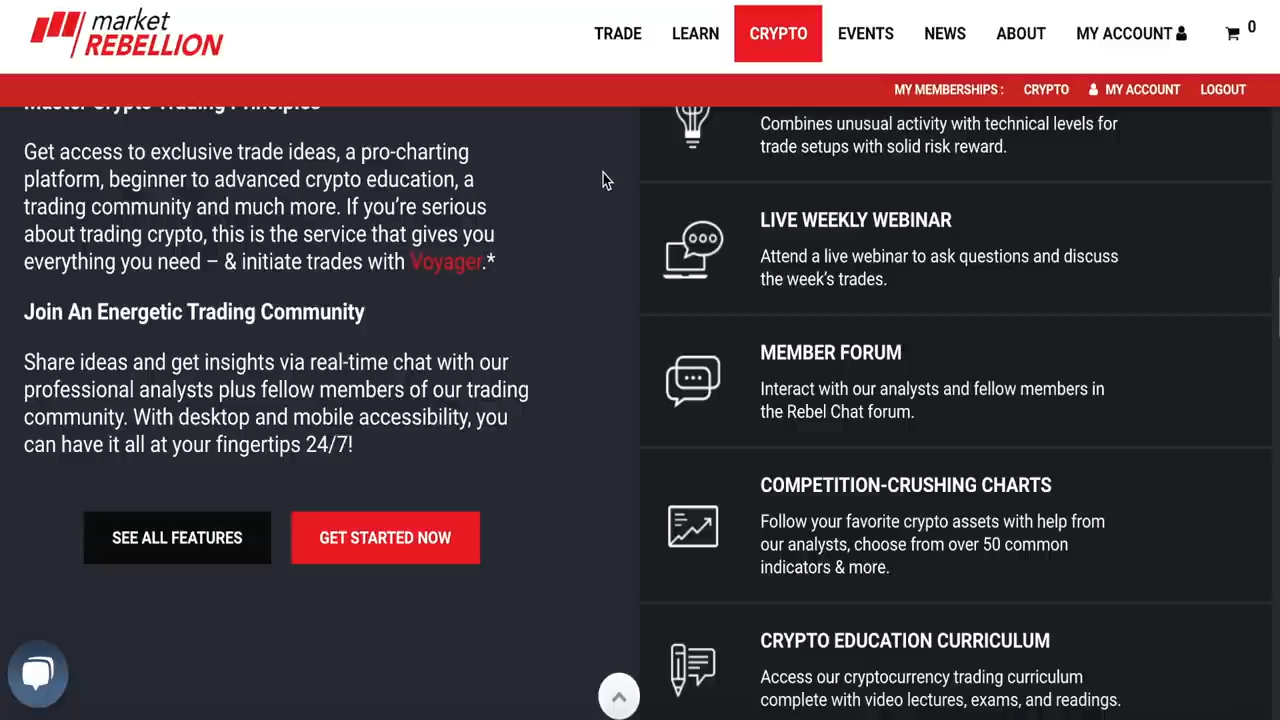 market
REBELLION
TRADE LEARN CRYPTO EVENTS NEWS ABOUT MY ACCOUNT 0
MY MEMBERSHIPS : CRYPTO MY ACCOUNT LOGOUT
Master Crypto Trading Principles
Get access to exclusive trade ideas, a pro-charting
platform, beginner to advanced crypto education, a
trading community and much more. If you’re serious
about trading crypto, this is the service that gives you
everything you need – & initiate trades with Voyager.*
Join An Energetic Trading Community
Share ideas and get insights via real-time chat with our
professional analysts plus fellow members of our trading
community. With desktop and mobile accessibility, you
can have it all at your fingertips 24/7!
SEE ALL FEATURES
GET STARTED NOW
Combines unusual activity with technical levels for
trade setups with solid risk reward.
LIVE WEEKLY WEBINAR
Attend a live webinar to ask questions and discuss
the week’s trades.
MEMBER FORUM
Interact with our analysts and fellow members in
the Rebel Chat forum.
COMPETITION-CRUSHING CHARTS
Follow your favorite crypto assets with help from
our analysts, choose from over 50 common
indicators & more.
CRYPTO EDUCATION CURRICULUM
Access our cryptocurrency trading curriculum
complete with video lectures, exams, and readings.